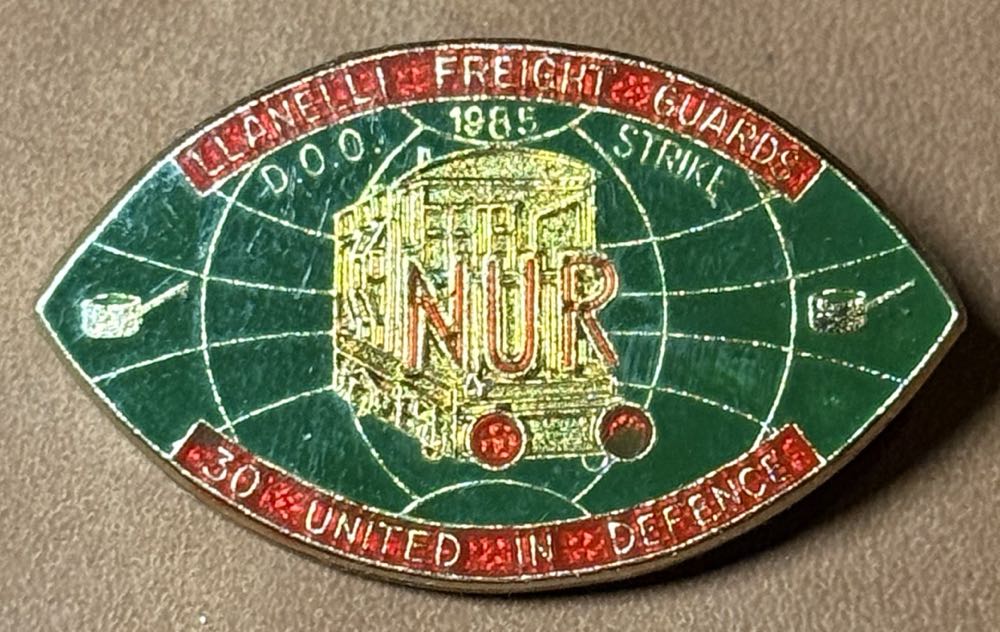 LLANELLI FREIGHT GUARDS
D.O.O. 1985 STRIKE
NUR
30 UNITED IN DEFENCE